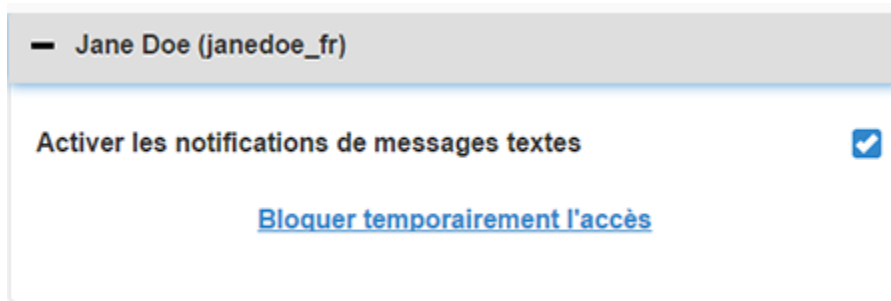 Jane Doe (janedoe_fr)
Activer les notifications de messages textes
Bloquer temporairement l'accès